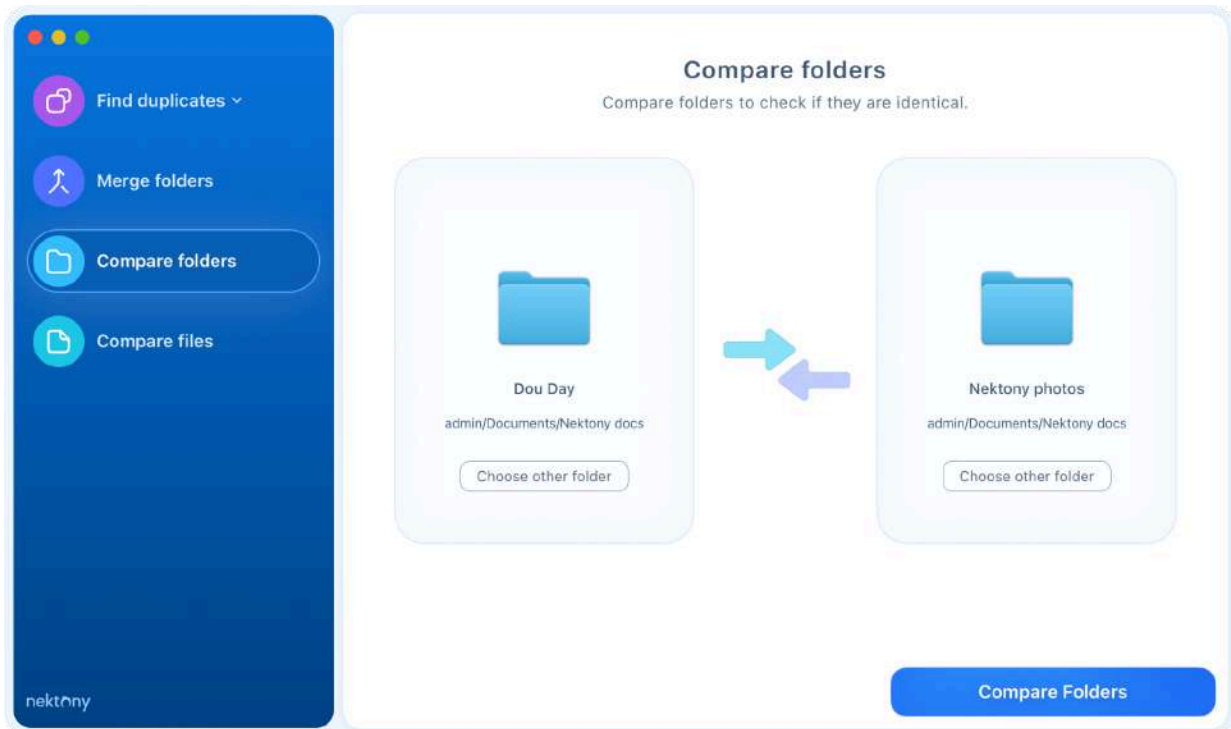 Find duplicates
Merge folders
Compare folders
Compare files
nektony
Compare folders
Compare folders to check if they are identical.
Dou Day
admin/Documents/Nektony docs
Choose other folder
Nektony photos
admin/Documents/Nektony docs
Choose other folder
Compare Folders